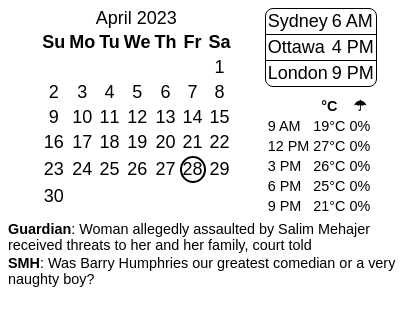 April 2023
Su Mo Tu We Th Fr Sa
1
2 3 4 5 6 7 8
9 10 11 12 13 14 15
16 17 18 19 20 21 22
23 24 25 26 27 28 29
30
Sydney 6 AM
Ottawa 4 PM
London 9 PM
°C ☂
9 AM 19°C 0%
12 PM 27°C 0%
3 PM 26°C 0%
6 PM 25°C 0%
9 PM 21°C 0%
Guardian: Woman allegedly assaulted by Salim Mehajer
received threats to her and her family, court told
SMH: Was Barry Humphries our greatest comedian or a very
naughty boy?